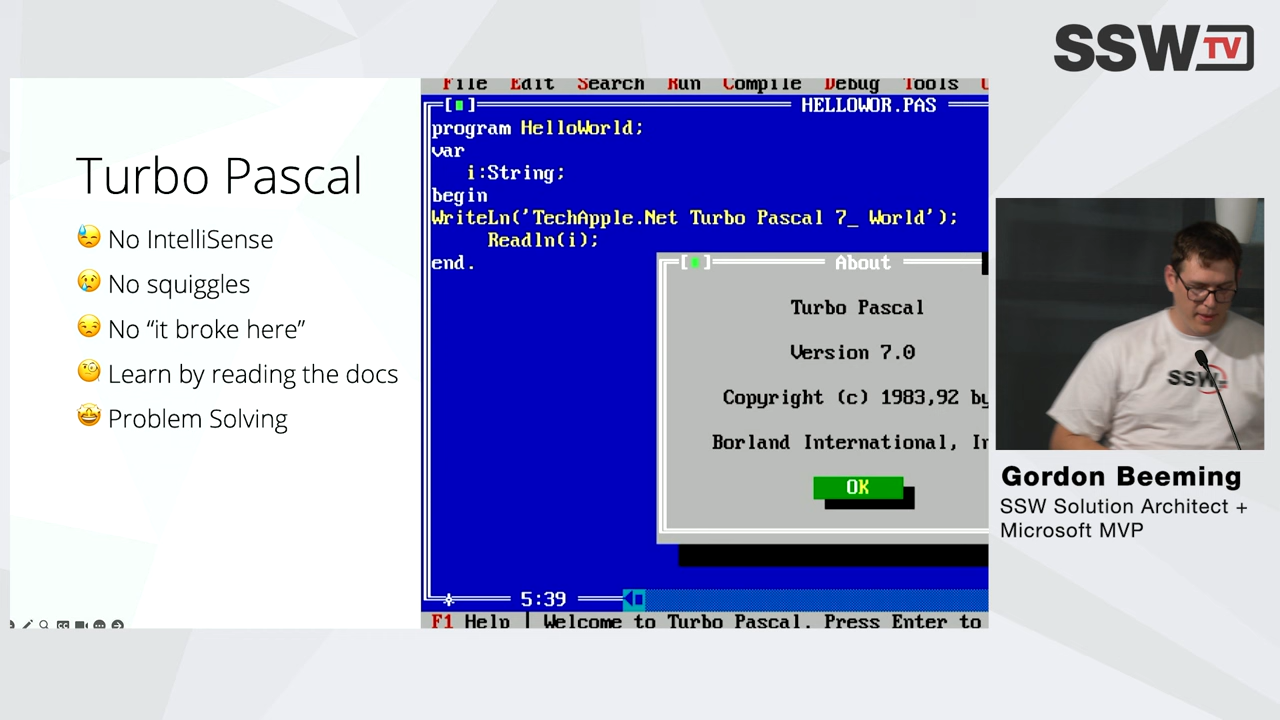 SSW TV
Turbo Pascal
No IntelliSense
No squiggles
No “it broke here”
Learn by reading the docs
Problem Solving
File Edit Search Run Compile Debug Tools
HELLOWOR.PAS
program HelloWorld;
var
i:String;
begin
WriteLn('TechApple.Net Turbo Pascal 7_ World');
Readln(i);
end.
About
Turbo Pascal
Version 7.0
Copyright (c) 1983,92 by
Borland International, In
OK
5:39
F1 Help | Welcome to Turbo Pascal. Press Enter to
SSW
Gordon Beeming
SSW Solution Architect +
Microsoft MVP